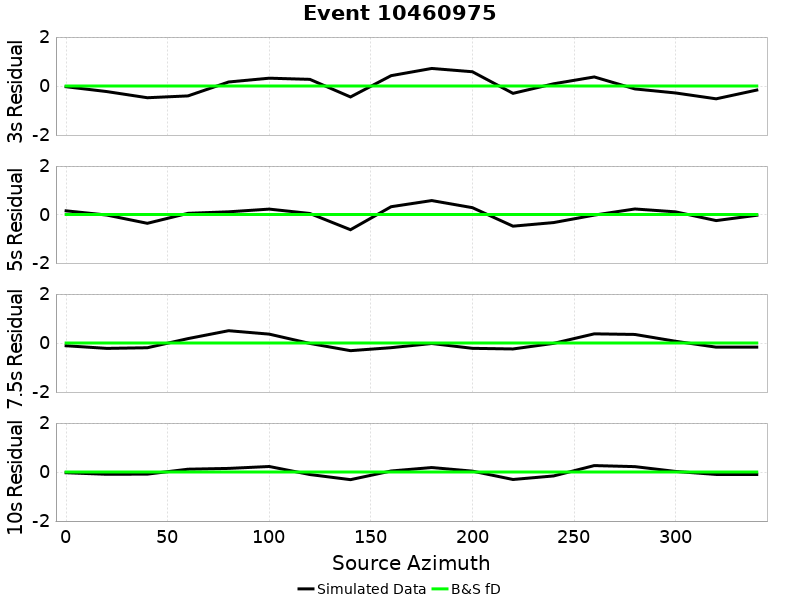 Event 10460975
3s Residual
2
0
-2
5s Residual
2
0
-2
7.5s Residual
2
0
-2
10s Residual
2
0
-2
0 50 100 150 200 250 300
Source Azimuth
Simulated Data B&S fD